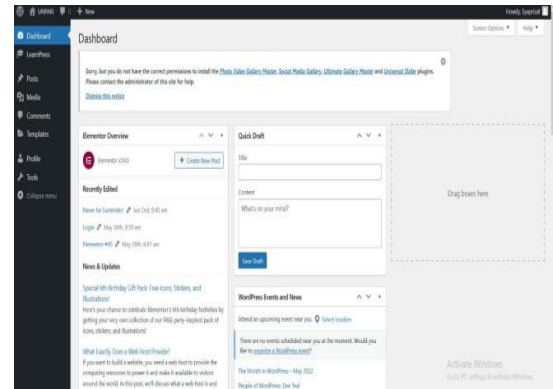 UNPARI 0 + New
Howdy, Syaprizal
Screen Options ▼ Help ▼
Dashboard
LearnPress
Posts
Media
Comments
Templates
Profile
Tools
Collapse menu
Dashboard
Sorry, but you do not have the correct permissions to install the Photo Video Gallery Master, Social Media Gallery, Ultimate Gallery Master and Universal Slider plugins.
Please contact the administrator of this site for help.
Dismiss this notice
Elementor Overview
Elementor v3.6.5
+ Create New Post
Recently Edited
Never be Surrender! Jun 2nd, 8:40 am
Login May 30th, 8:59 am
Elementor #40 May 30th, 6:07 am
News & Updates
Special 6th Birthday Gift Pack: Free Icons, Stickers, and
Illustrations!
Here's your chance to celebrate Elementor's 6th birthday festivities by
getting your very own collection of our FREE party-inspired pack of
icons, stickers, and illustrations!
What Exactly Does a Web Host Provide?
If you want to build a website, you need a web host to provide the
computing resources to power it and make it available to visitors
around the world. In this post, we'll discuss what a web host is and
Quick Draft
Title
Content
What's on your mind?
Save Draft
WordPress Events and News
Attend an upcoming event near you. Select location
There are no events scheduled near you at the moment. Would you
like to organize a WordPress event?
The Month in WordPress – May 2022
People of WordPress: Dee Teal
Drag boxes here
Activate Windows
Go to PC settings to activate Windows.